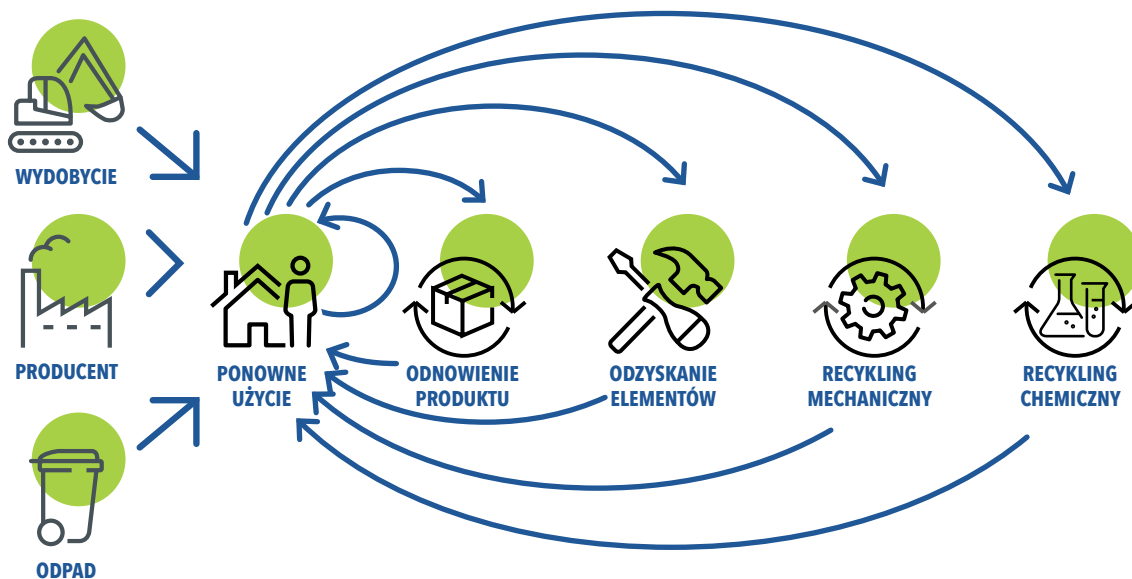 WYDOBYCIE
PRODUCENT
ODPAD
PONOWNE
UŻYCIE
ODNOWIENIE
PRODUKTU
ODZYSKANIE
ELEMENTÓW
RECYKLING
MECHANICZNY
RECYKLING
CHEMICZNY